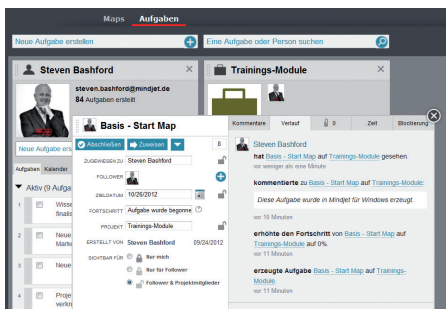 Maps Aufgaben
Neue Aufgabe erstellen
Eine Aufgabe oder Person suchen
Steven Bashford
steven.bashford@mindjet.de
84 Aufgaben erstellt
Neue Aufgabe ers
Aufgaben Kalender
Aktiv (9 Aufga
1 Wisse
finalis
2 Neue
Marke
3 Neue
4 Proje
verkn
Trainings-Module
Basis - Start Map
Abschließen Zuweisen 8
ZUGEWIESEN ZU Steven Bashford
FOLLOWER
ZIELDATUM 10/26/2012
FORTSCHRITT Aufgabe wurde begonne
PROJEKT Trainings-Module
ERSTELLT VON Steven Bashford 09/24/2012
SICHTBAR FÜR Nur mich
Nur für Follower
Follower & Projektmitglieder
Kommentare Verlauf 0 Zeit Blockierung
Steven Bashford
hat Basis - Start Map auf Trainings-Module gesehen.
vor weniger als eine Minute
kommentierte zu Basis - Start Map auf Trainings-Module:
Diese Aufgabe wurde in Mindjet für Windows erzeugt.
vor 10 Minuten
erhöhte den Fortschritt von Basis - Start Map auf
Trainings-Module auf 0%.
vor 11 Minuten
erzeugte Aufgabe Basis - Start Map auf Trainings-
Module.
vor 11 Minuten